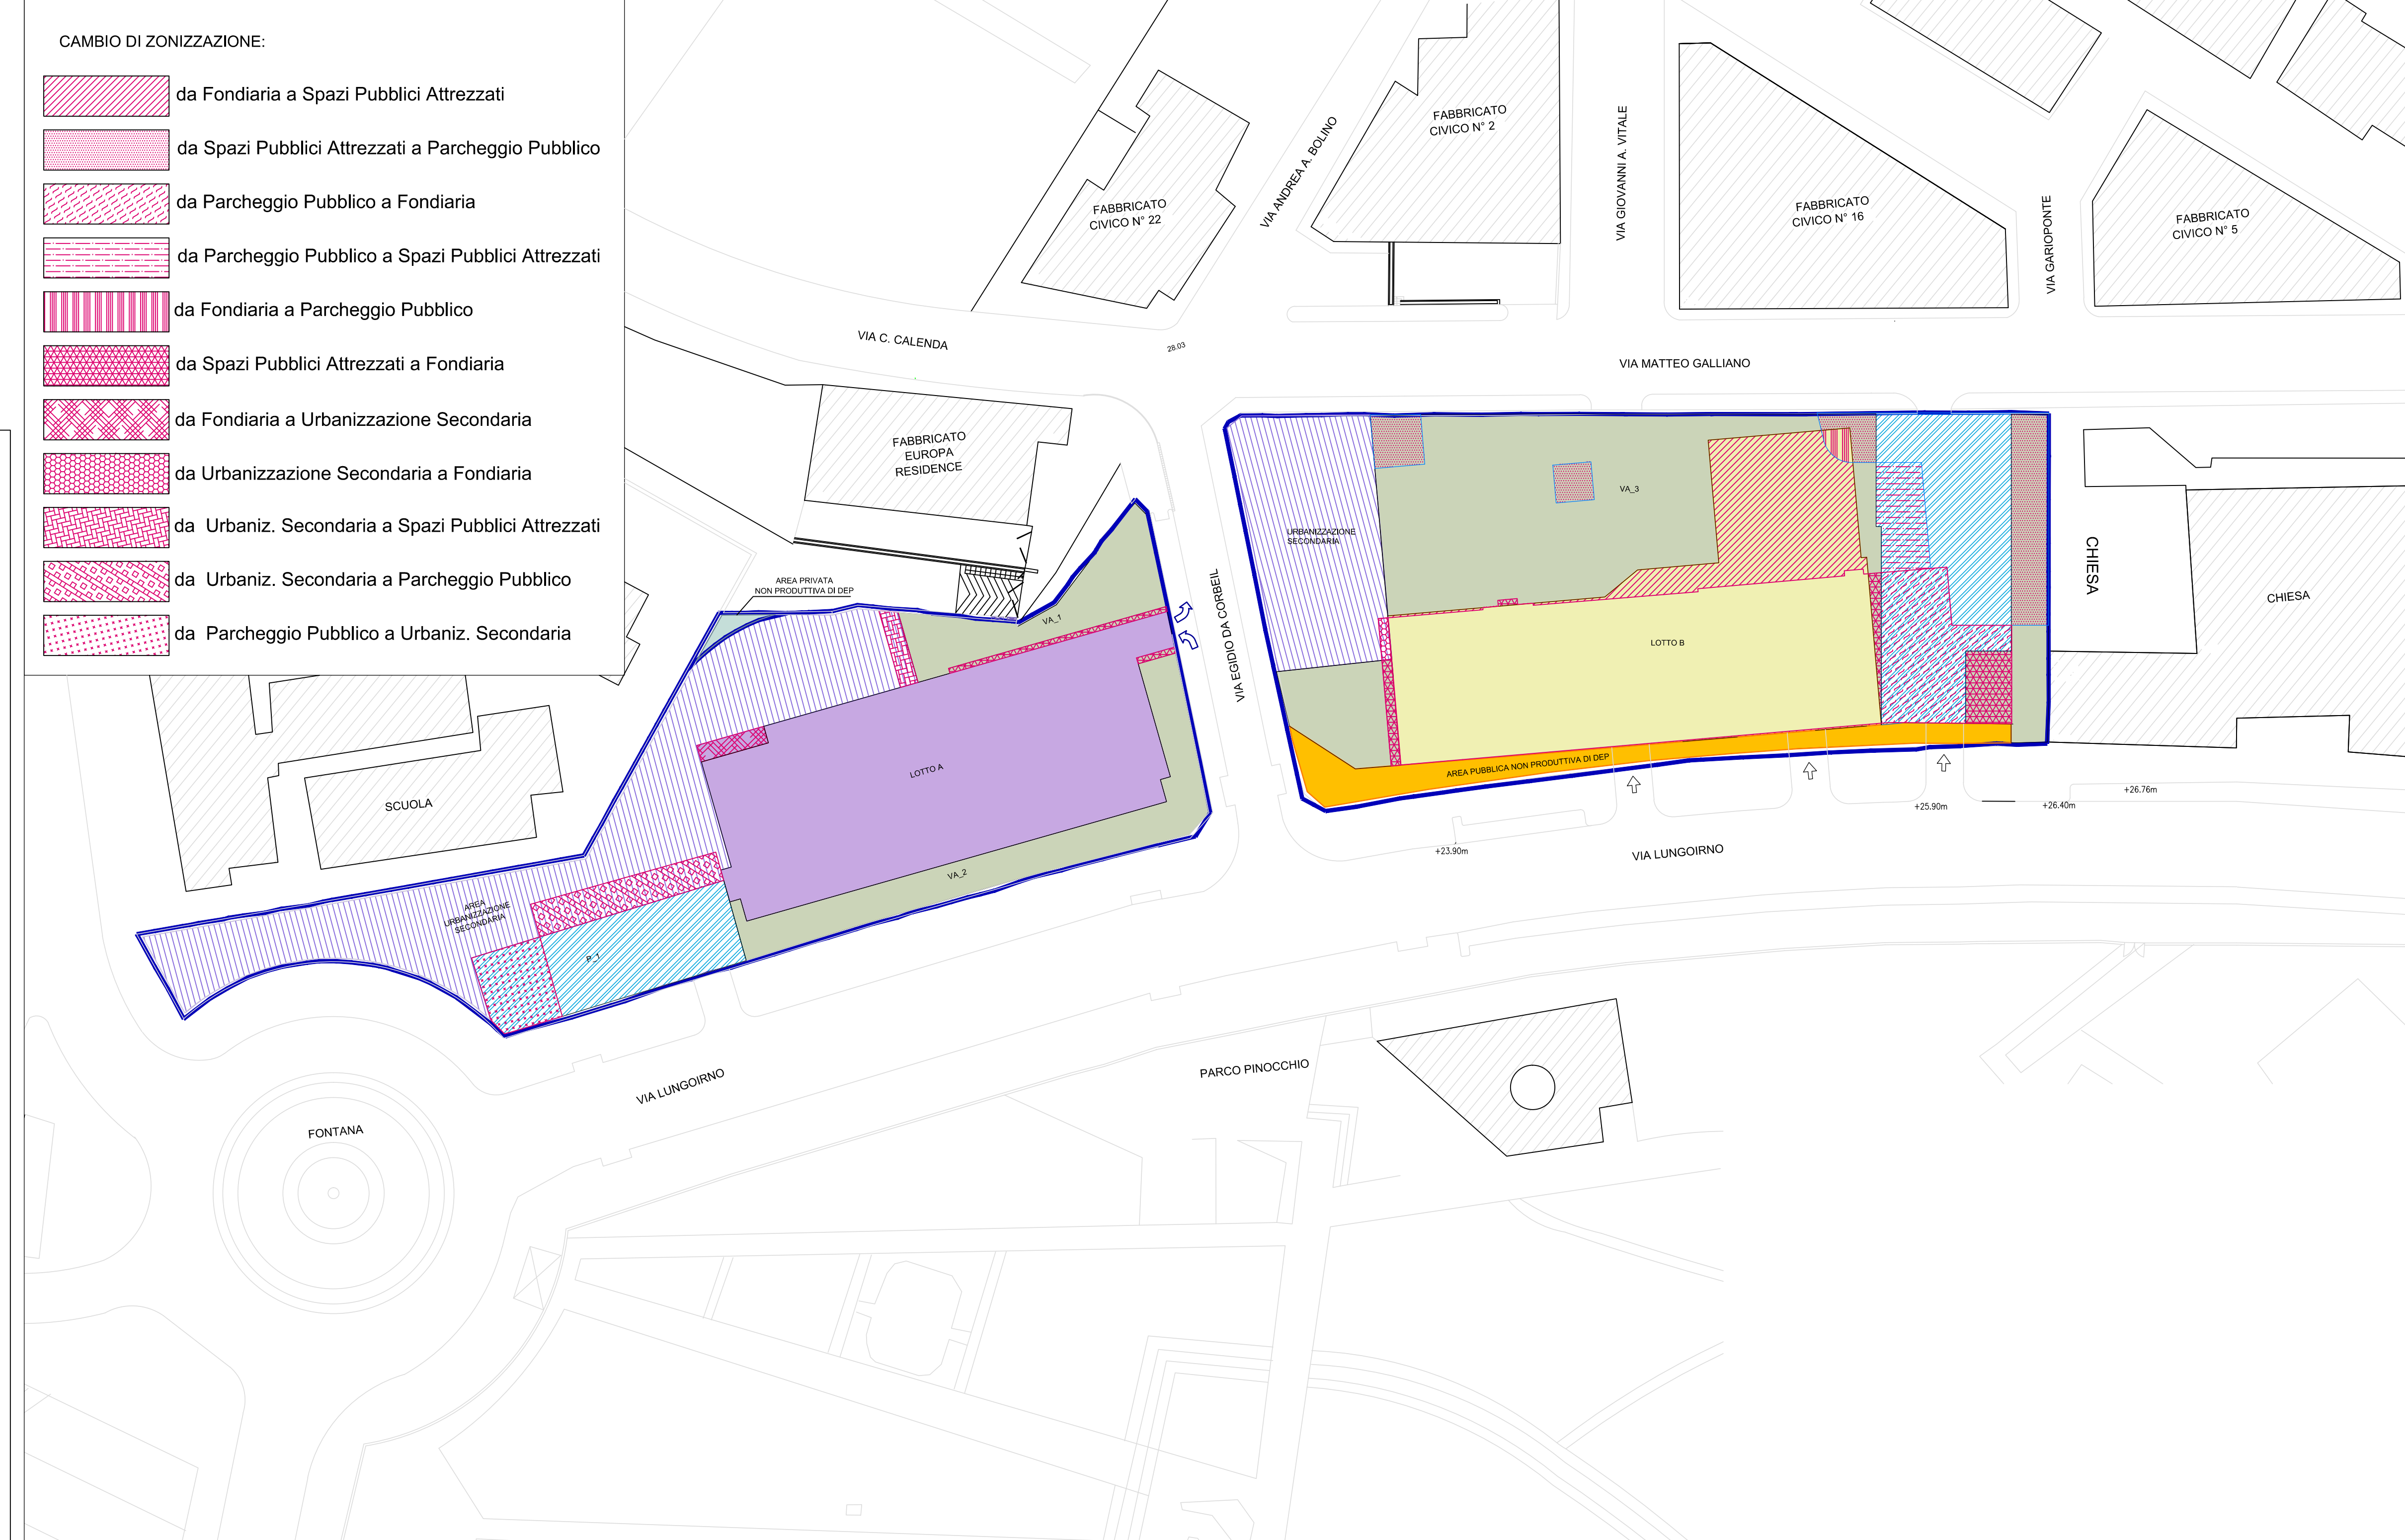 CAMBIO DI ZONIZZAZIONE:
da Fondiaria a Spazi Pubblici Attrezzati
da Spazi Pubblici Attrezzati a Parcheggio Pubblico
da Parcheggio Pubblico a Fondiaria
da Parcheggio Pubblico a Spazi Pubblici Attrezzati
da Fondiaria a Parcheggio Pubblico
da Spazi Pubblici Attrezzati a Fondiaria
da Fondiaria a Urbanizzazione Secondaria
da Urbanizzazione Secondaria a Fondiaria
da Urbaniz. Secondaria a Spazi Pubblici Attrezzati
da Urbaniz. Secondaria a Parcheggio Pubblico
da Parcheggio Pubblico a Urbaniz. Secondaria
FABBRICATO
CIVICO N° 22
VIA ANDREA A. BOLINO
FABBRICATO
CIVICO N° 2
VIA GIOVANNI A. VITALE
FABBRICATO
CIVICO N° 16
VIA GARIOPONTE
FABBRICATO
CIVICO N° 5
VIA C. CALENDA
28.03
VIA MATTEO GALLIANO
FABBRICATO
EUROPA
RESIDENCE
AREA PRIVATA
NON PRODUTTIVA DI DEP
VA_1
VIA EGIDIO DA CORBEIL
URBANIZZAZIONE
SECONDARIA
VA_3
LOTTO B
CHIESA
CHIESA
LOTTO A
AREA PUBBLICA NON PRODUTTIVA DI DEP
SCUOLA
VA_2
AREA
URBANIZZAZIONE
SECONDARIA
P_1
+23.90m
+25.90m
+26.40m
+26.76m
VIA LUNGOIRNO
VIA LUNGOIRNO
PARCO PINOCCHIO
FONTANA